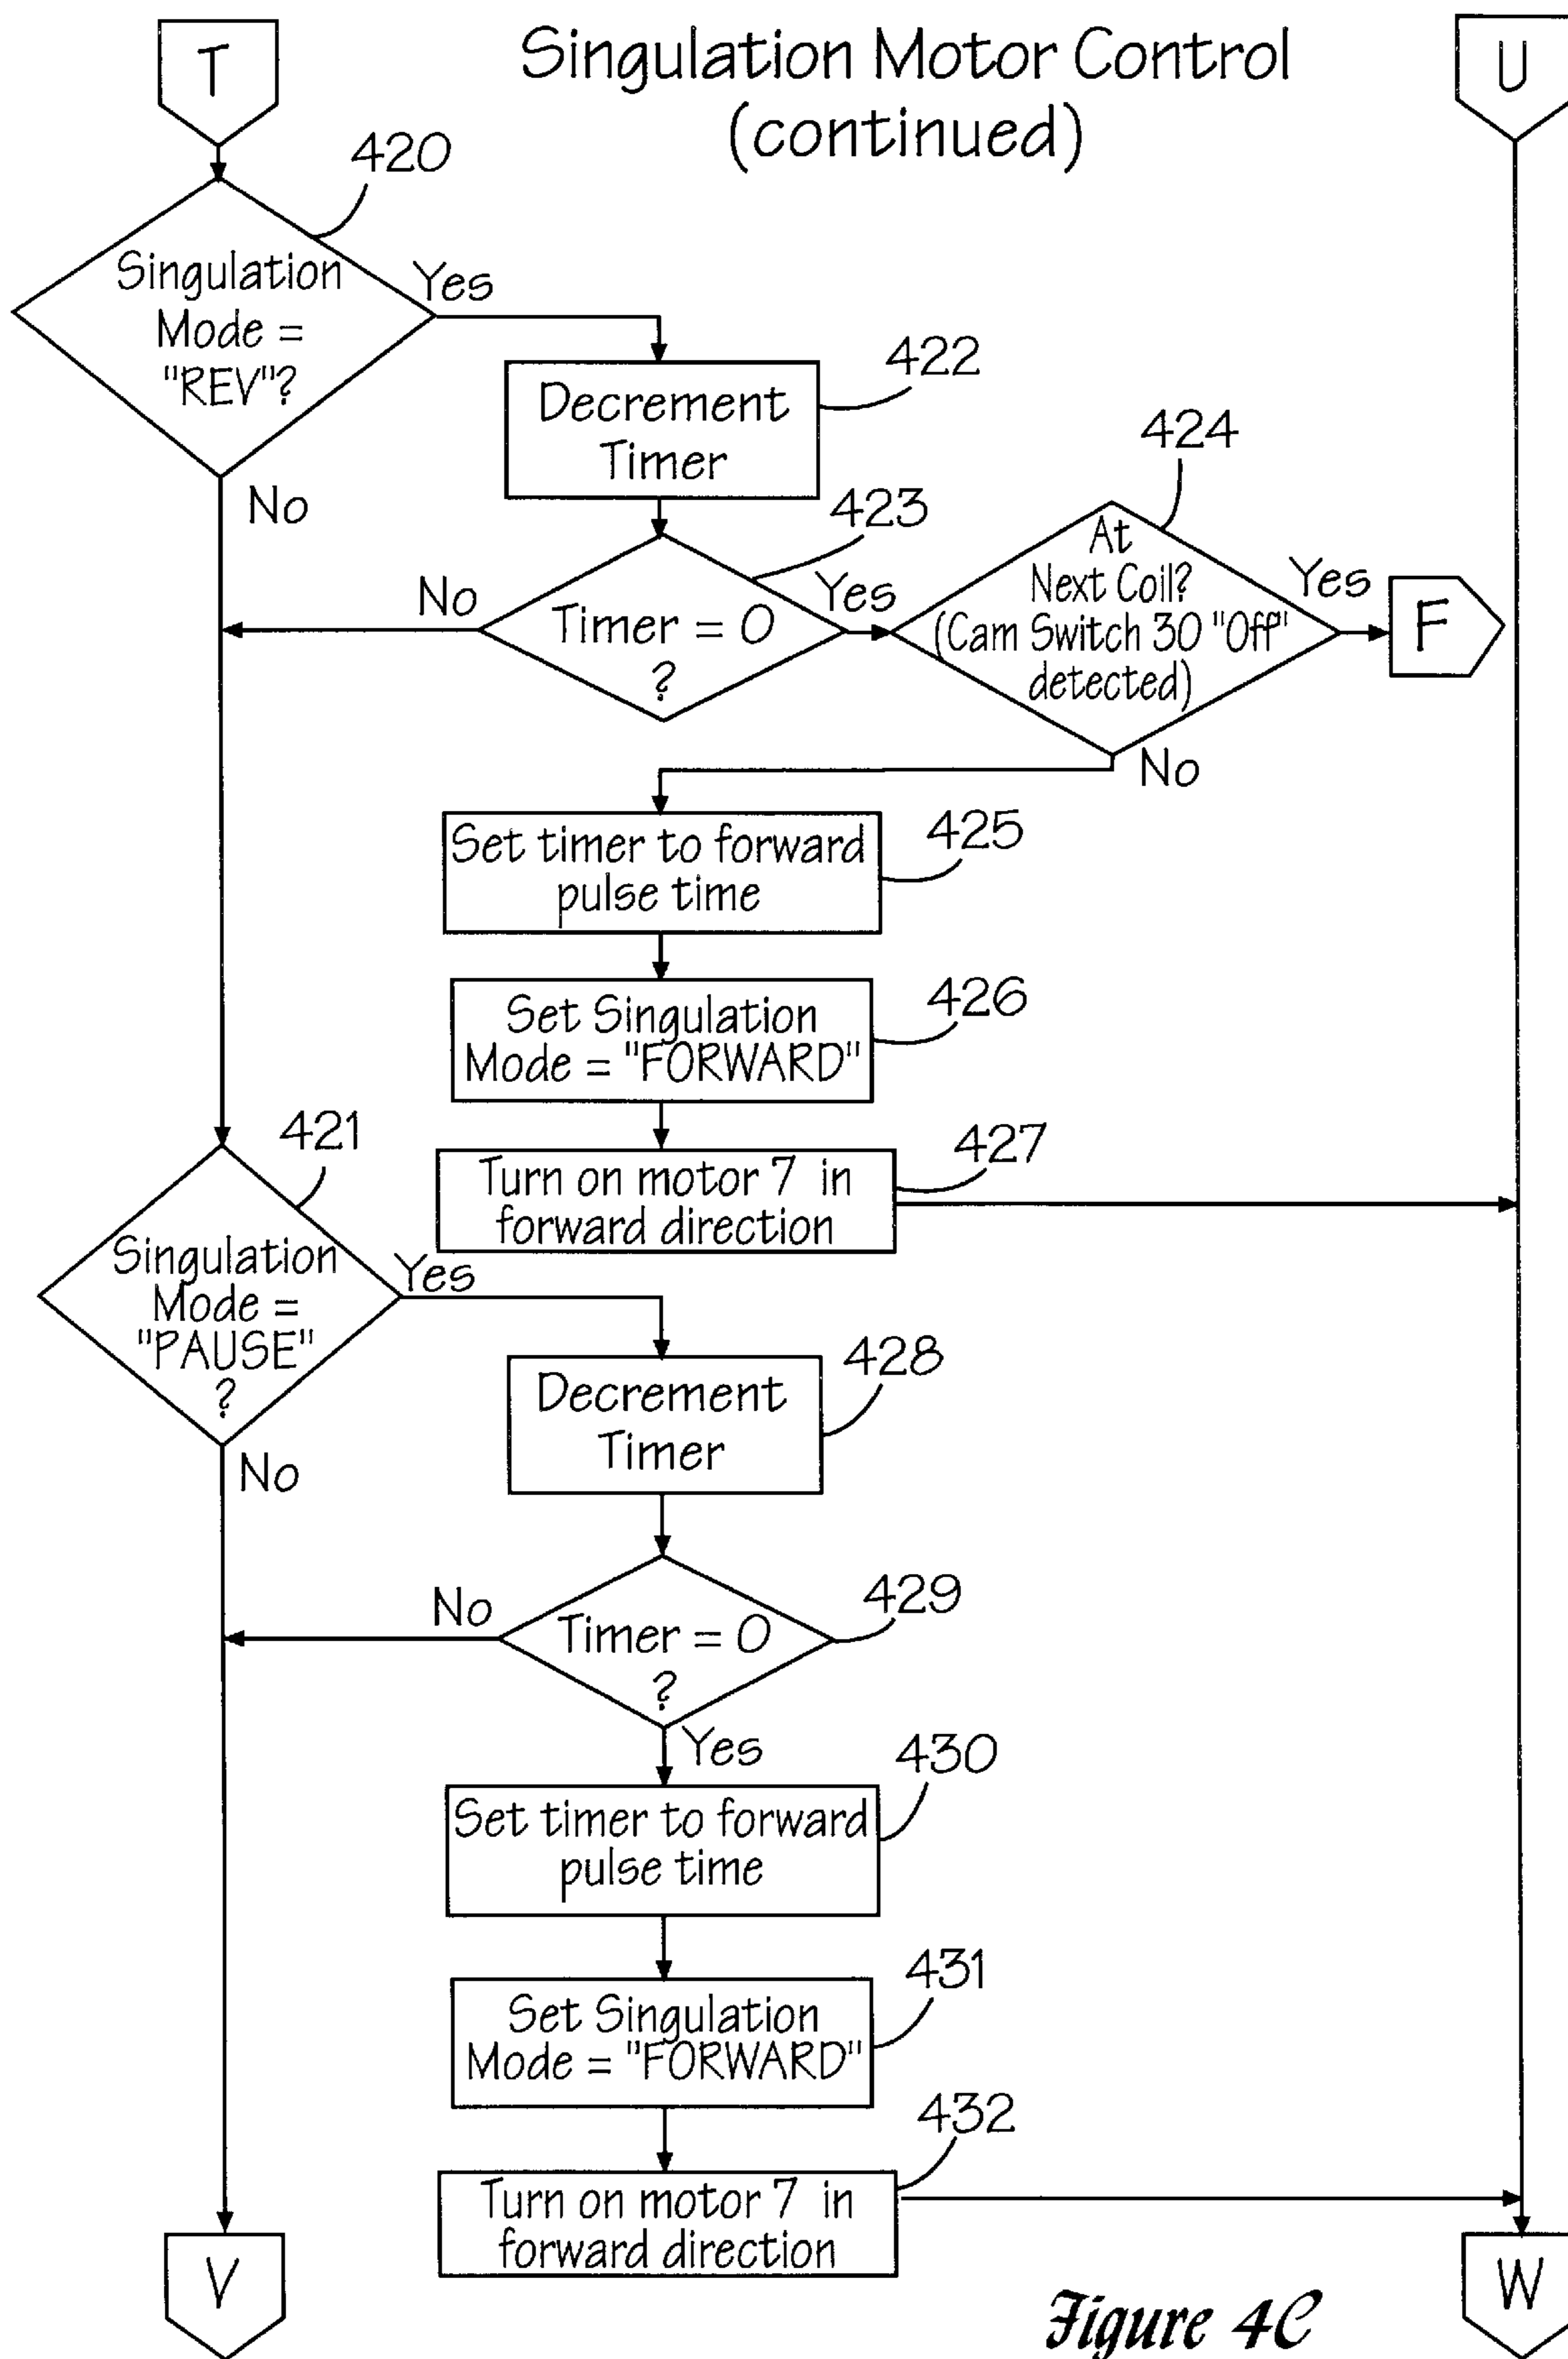 T
Singulation Motor Control
(continued)
U
420
Singulation
Mode =
"REV"?
Yes
No
422
Decrement
Timer
423
Timer = 0
?
No
Yes
424
At
Next Coil?
(Cam Switch 30 "Off"
detected)
Yes
F
No
Set timer to forward
pulse time
425
Set Singulation
Mode = "FORWARD"
426
Turn on motor 7 in
forward direction
427
421
Singulation
Mode =
"PAUSE"
?
Yes
No
Decrement
Timer
428
Timer = 0
?
429
No
Yes
Set timer to forward
pulse time
430
Set Singulation
Mode = "FORWARD"
431
Turn on motor 7 in
forward direction
432
V
W
Figure 4C